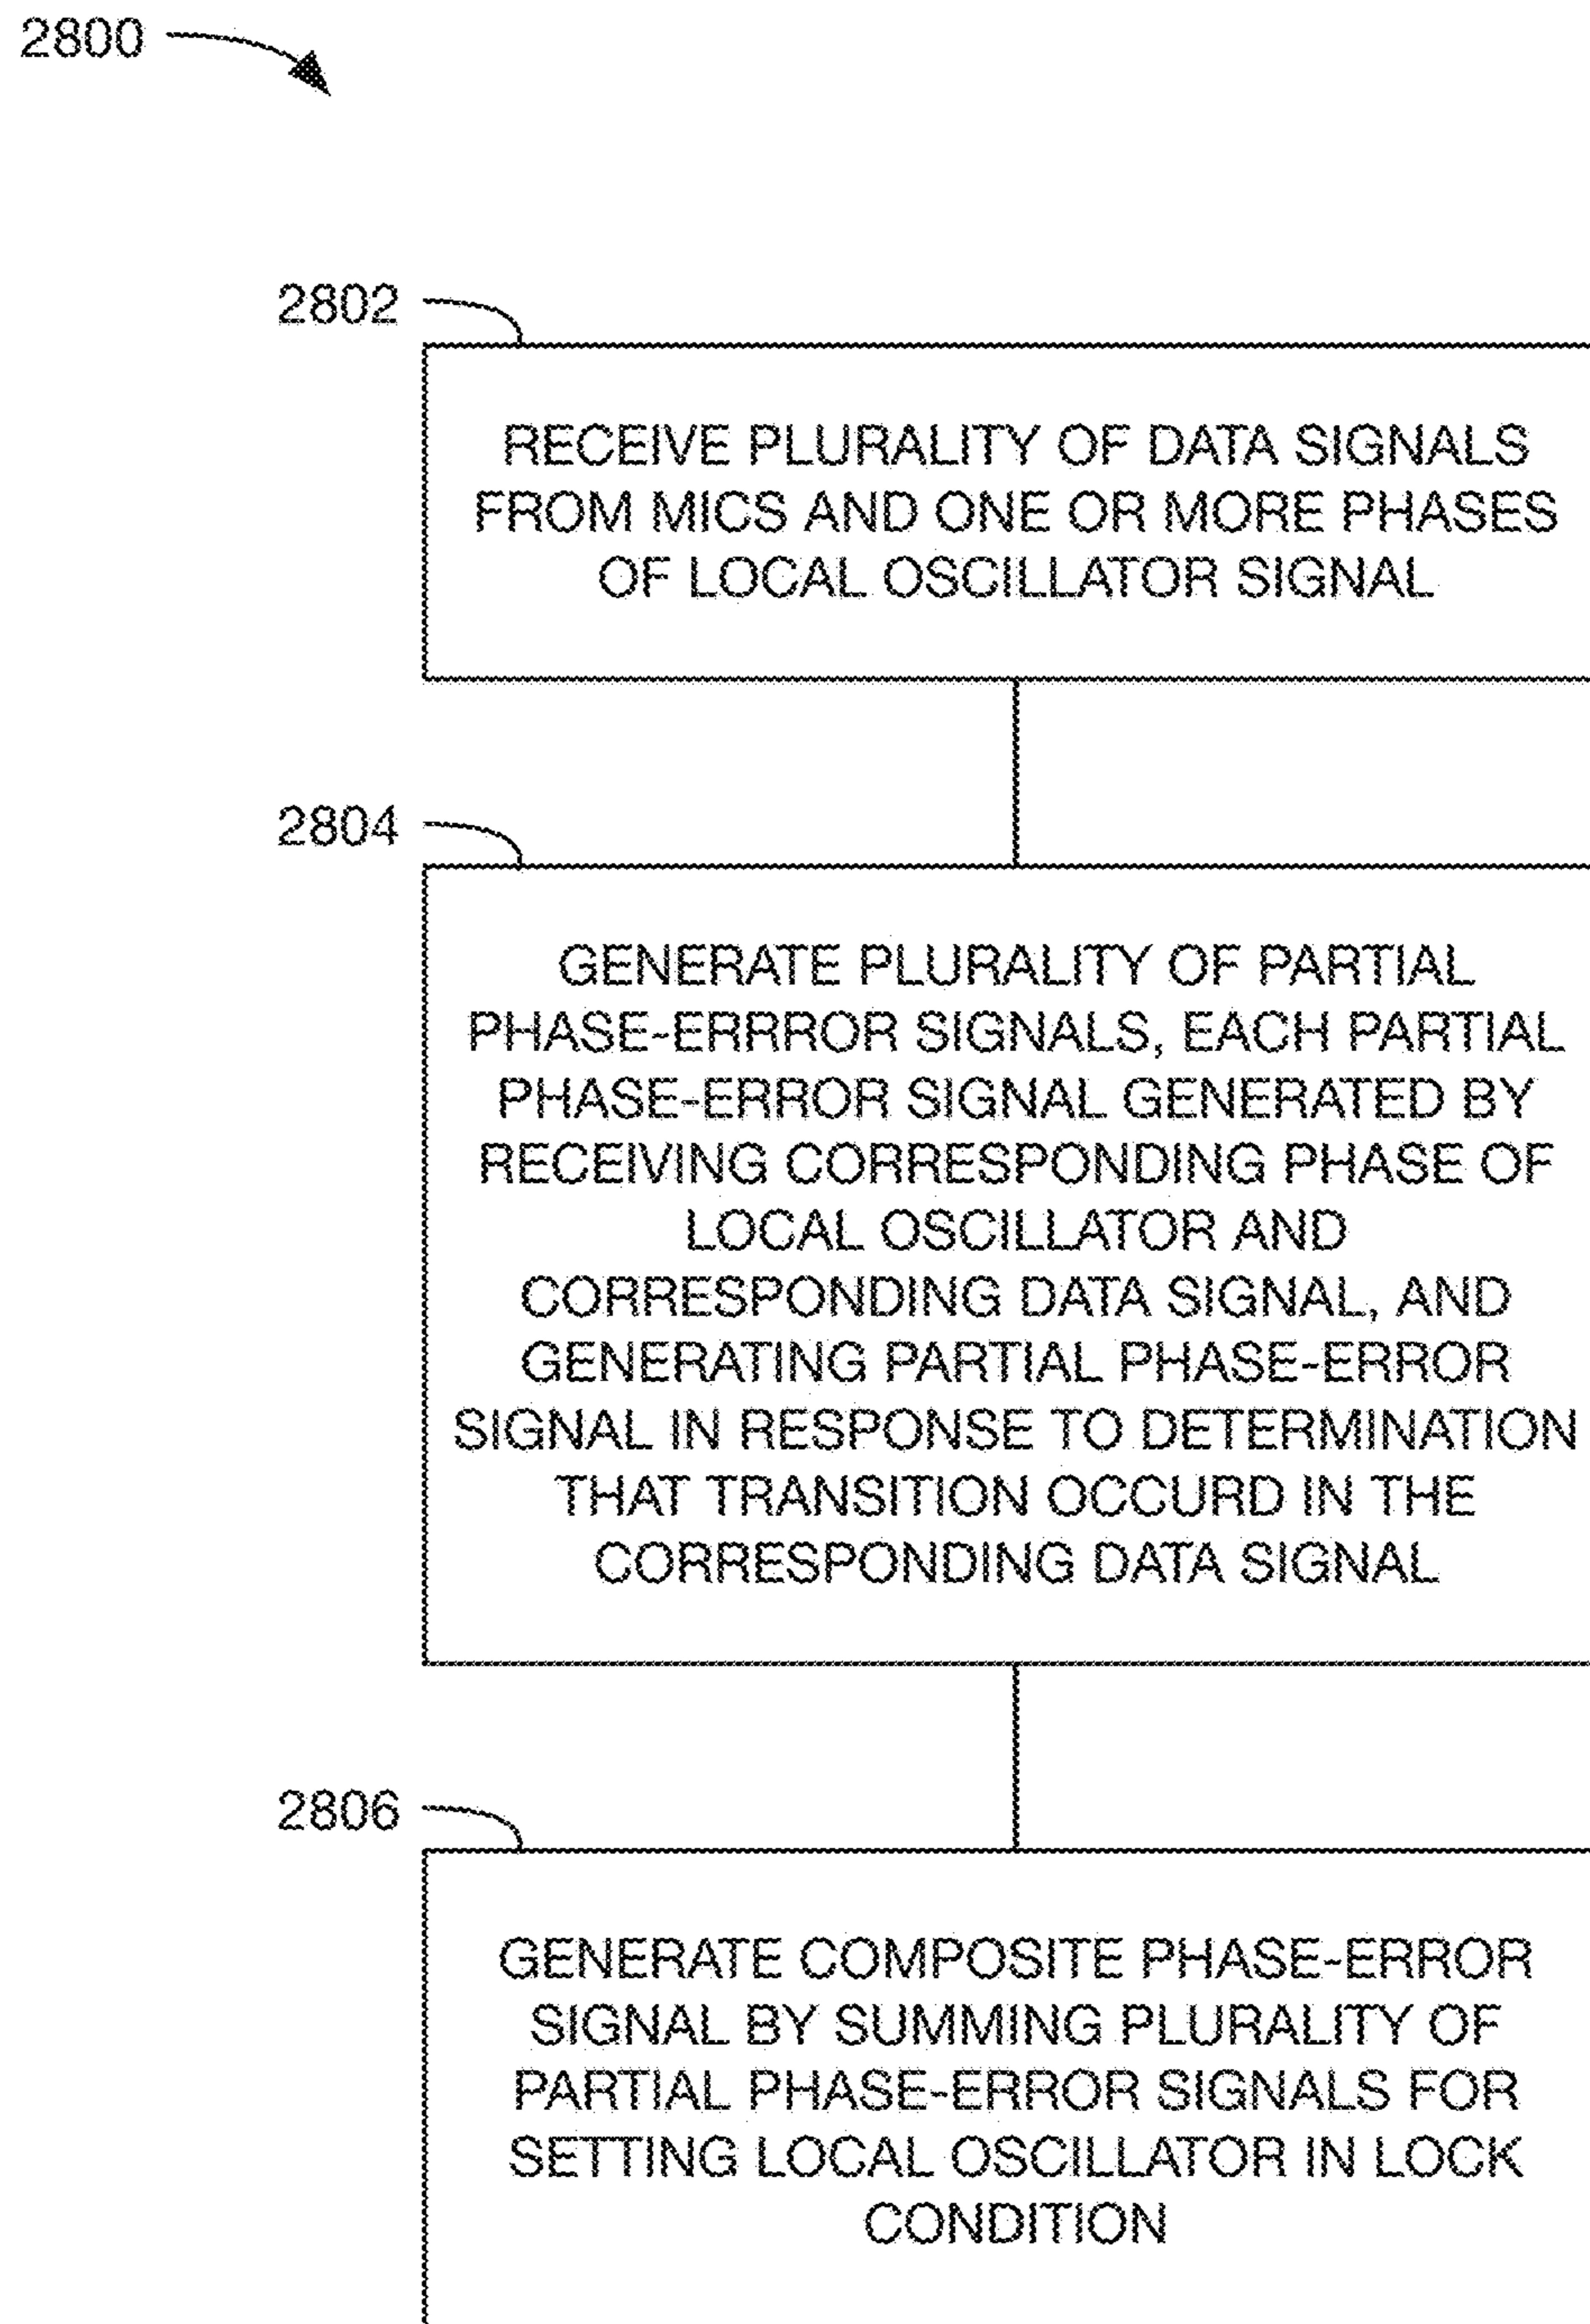 2800
2802
RECEIVE PLURALITY OF DATA SIGNALS
FROM MICS AND ONE OR MORE PHASES
OF LOCAL OSCILLATOR SIGNAL
2804
GENERATE PLURALITY OF PARTIAL
PHASE-ERRROR SIGNALS, EACH PARTIAL
PHASE-ERROR SIGNAL GENERATED BY
RECEIVING CORRESPONDING PHASE OF
LOCAL OSCILLATOR AND
CORRESPONDING DATA SIGNAL, AND
GENERATING PARTIAL PHASE-ERROR
SIGNAL IN RESPONSE TO DETERMINATION
THAT TRANSITION OCCURD IN THE
CORRESPONDING DATA SIGNAL
2806
GENERATE COMPOSITE PHASE-ERROR
SIGNAL BY SUMMING PLURALITY OF
PARTIAL PHASE-ERROR SIGNALS FOR
SETTING LOCAL OSCILLATOR IN LOCK
CONDITION